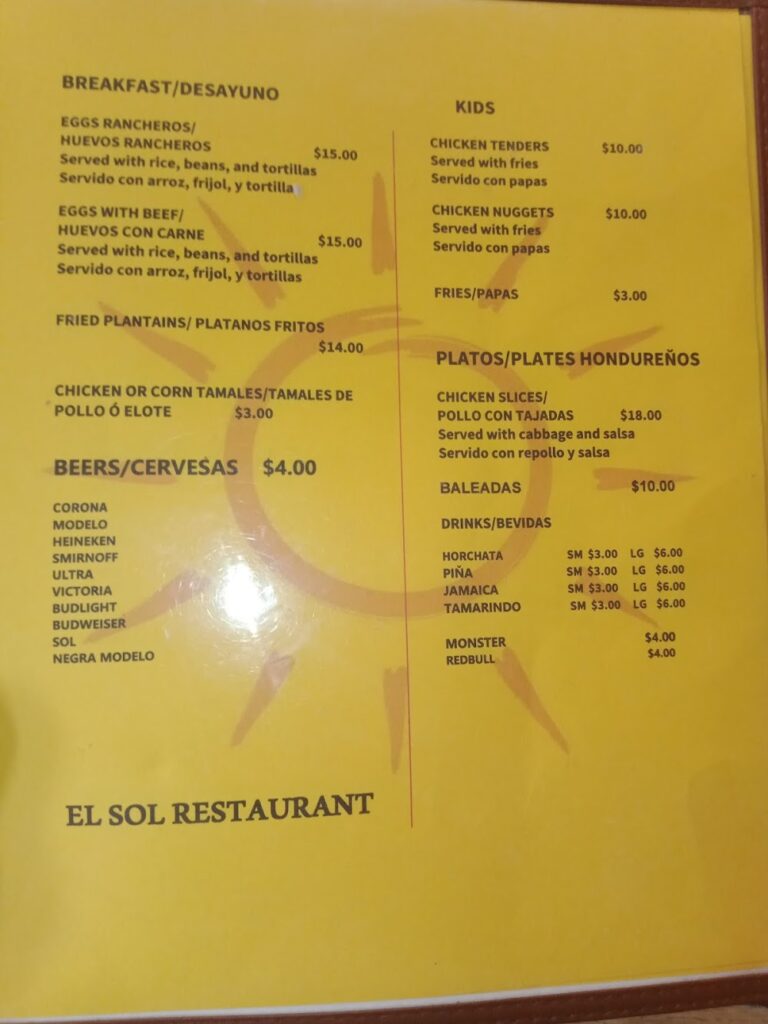 BREAKFAST/DESAYUNO
EGGS RANCHEROS/
HUEVOS RANCHEROS $15.00
Served with rice, beans, and tortillas
Servido con arroz, frijol, y tortilla
EGGS WITH BEEF/
HUEVOS CON CARNE $15.00
Served with rice, beans, and tortillas
Servido con arroz, frijol, y tortillas
FRIED PLANTAINS/ PLATANOS FRITOS
$14.00
CHICKEN OR CORN TAMALES/TAMALES DE
POLLO Ó ELOTE $3.00
BEERS/CERVESAS $4.00
CORONA
MODELO
HEINEKEN
SMIRNOFF
ULTRA
VICTORIA
BUDLIGHT
BUDWEISER
SOL
NEGRA MODELO
EL SOL RESTAURANT
KIDS
CHICKEN TENDERS $10.00
Served with fries
Servido con papas
CHICKEN NUGGETS $10.00
Served with fries
Servido con papas
FRIES/PAPAS $3.00
PLATOS/PLATES HONDUREÑOS
CHICKEN SLICES/
POLLO CON TAJADAS $18.00
Served with cabbage and salsa
Servido con repollo y salsa
BALEADAS $10.00
DRINKS/BEVIDAS
HORCHATA SM $3.00 LG $6.00
PIÑA SM $3.00 LG $6.00
JAMAICA SM $3.00 LG $6.00
TAMARINDO SM $3.00 LG $6.00
MONSTER $4.00
REDBULL $4.00